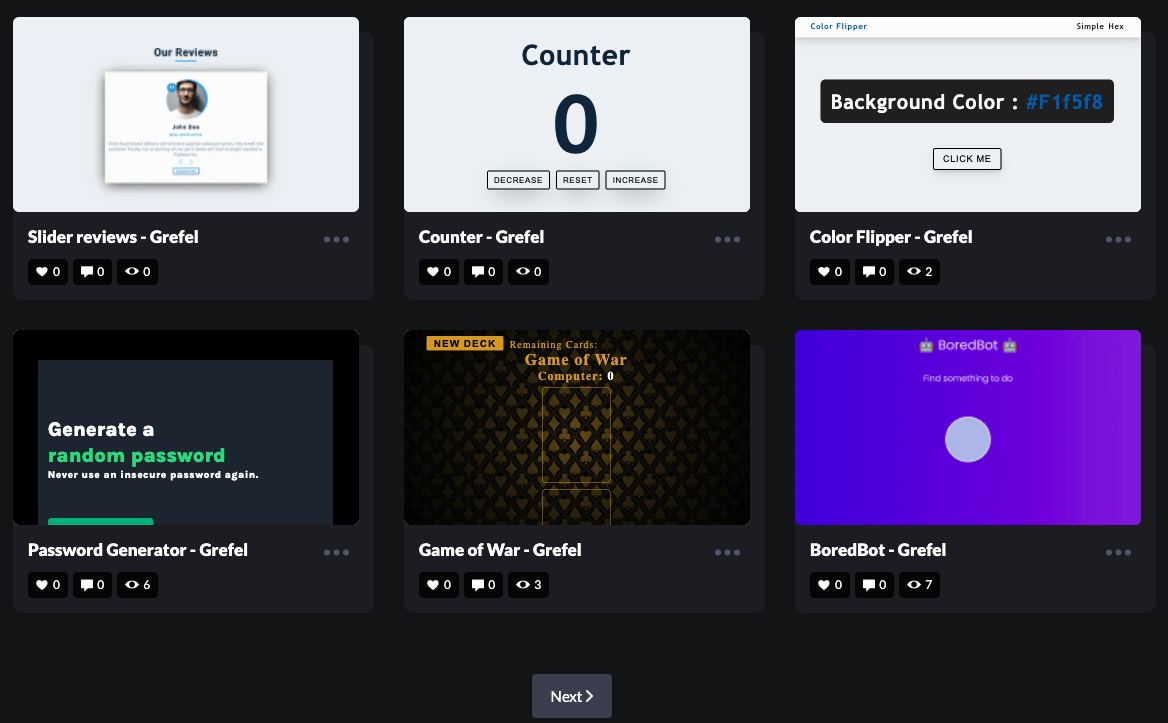 Our Reviews
John Doe
Counter
0
DECREASE RESET INCREASE
Color Flipper Simple Hex
Background Color : #F1f5f8
CLICK ME
Slider reviews - Grefel
0 0 0
Counter - Grefel
0 0 0
Color Flipper - Grefel
0 0 2
Generate a
random password
Never use an insecure password again.
NEW DECK Remaining Cards:
Game of War
Computer: 0
🤖 BoredBot 🤖
Find something to do
Password Generator - Grefel
0 0 6
Game of War - Grefel
0 0 3
BoredBot - Grefel
0 0 7
Next